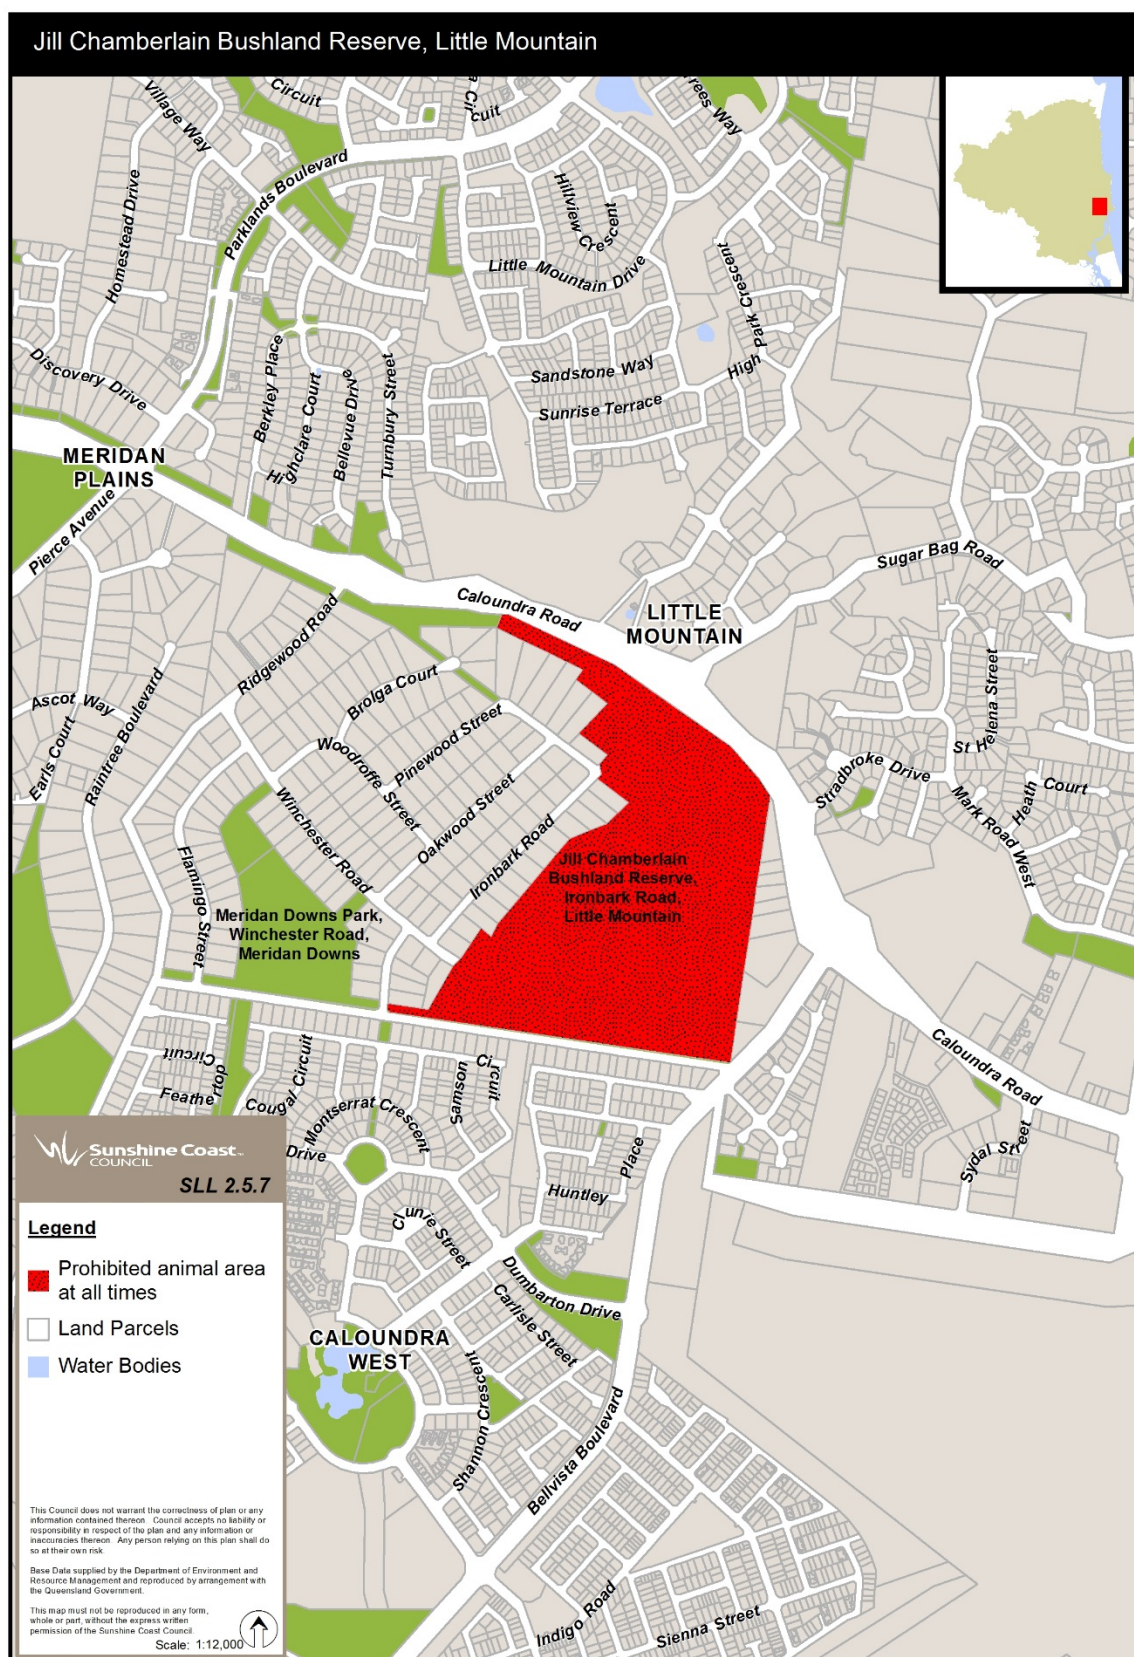 Jill Chamberlain Bushland Reserve, Little Mountain
Circuit
Circuit
Trees Way
Village Way
Parklands Boulevard
Homestead Drive
Hillview Crescent
Little Mountain Drive
Park Crescent
High
Discovery Drive
Berkley Place
Highclare Court
Bellevue Drive
Turnbury Street
Sandstone Way
Sunrise Terrace
MERIDAN
PLAINS
Pierce Avenue
Sugar Bag Road
Caloundra Road
LITTLE
MOUNTAIN
Ridgewood Road
Brolga Court
Ascot Way
Earls Court
Raintree Boulevard
Pinewood Street
Woodroffe Street
Oakwood Street
Winchester Road
Ironbark Road
Flamingo Street
St Helena Street
Stradbroke Drive
Mark Road West
Heath Court
Jill Chamberlain
Bushland Reserve,
Ironbark Road,
Little Mountain
Meridan Downs Park,
Winchester Road,
Meridan Downs
Circuit
Feathertop
Cougal Circuit
Samson
Circuit
Montserrat Crescent
Drive
Caloundra Road
Sydal Street
Place
Huntley
Clunie Street
Dumbarton Drive
Carlisle Street
CALOUNDRA
WEST
Shannon Crescent
Bellvista Boulevard
Indigo Road
Sienna Street
Sunshine Coast
COUNCIL
SLL 2.5.7
Legend
Prohibited animal area
at all times
Land Parcels
Water Bodies
This Council does not warrant the correctness of plan or any
information contained thereon. Council accepts no liability or
responsibility in respect of the plan and any information or
inaccuracies thereon. Any person relying on this plan shall do
so at their own risk.
Base Data supplied by the Department of Environment and
Resource Management and reproduced by arrangement with
the Queensland Government.
This map must not be reproduced in any form,
whole or part, without the express written
permission of the Sunshine Coast Council.
Scale: 1:12,000